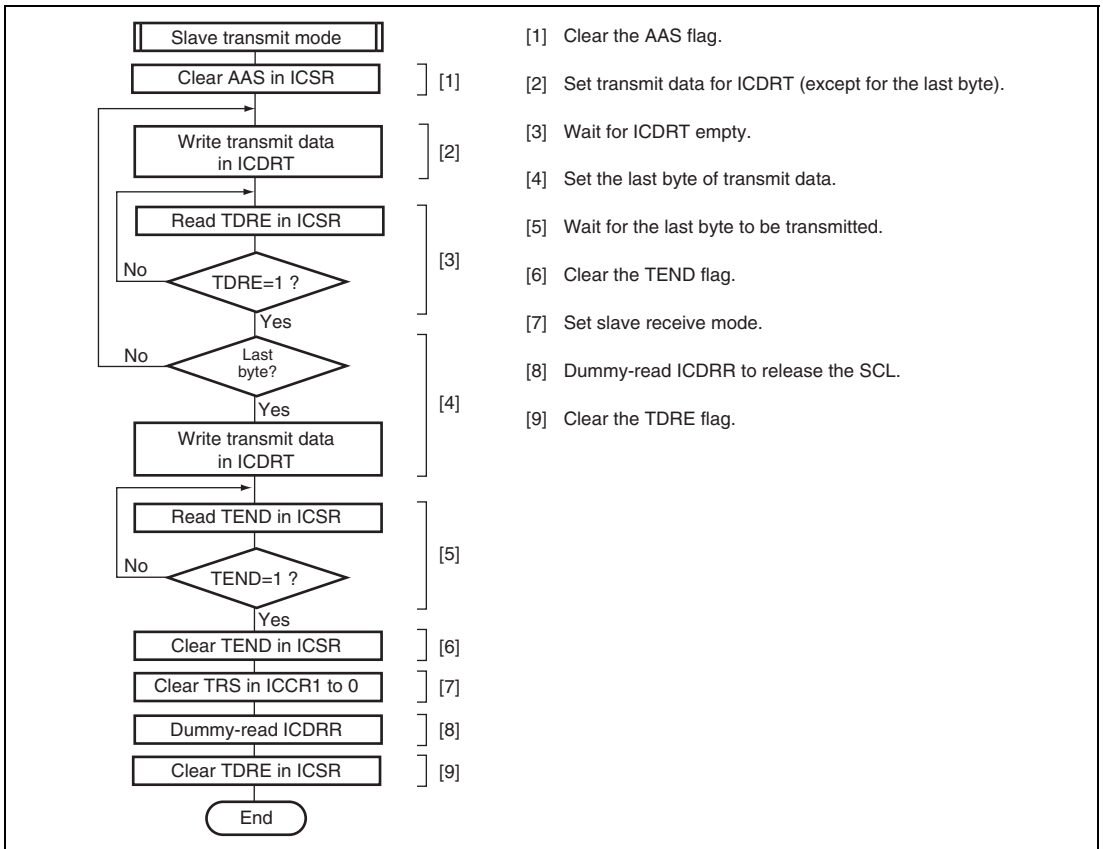 Slave transmit mode
Clear AAS in ICSR
[1]
Write transmit data
in ICDRT
[2]
Read TDRE in ICSR
No
TDRE=1 ?
[3]
Yes
No
Last
byte?
Yes
[4]
Write transmit data
in ICDRT
Read TEND in ICSR
No
TEND=1 ?
[5]
Yes
Clear TEND in ICSR
[6]
Clear TRS in ICCR1 to 0
[7]
Dummy-read ICDRR
[8]
Clear TDRE in ICSR
[9]
End
[1] Clear the AAS flag.
[2] Set transmit data for ICDRT (except for the last byte).
[3] Wait for ICDRT empty.
[4] Set the last byte of transmit data.
[5] Wait for the last byte to be transmitted.
[6] Clear the TEND flag.
[7] Set slave receive mode.
[8] Dummy-read ICDRR to release the SCL.
[9] Clear the TDRE flag.